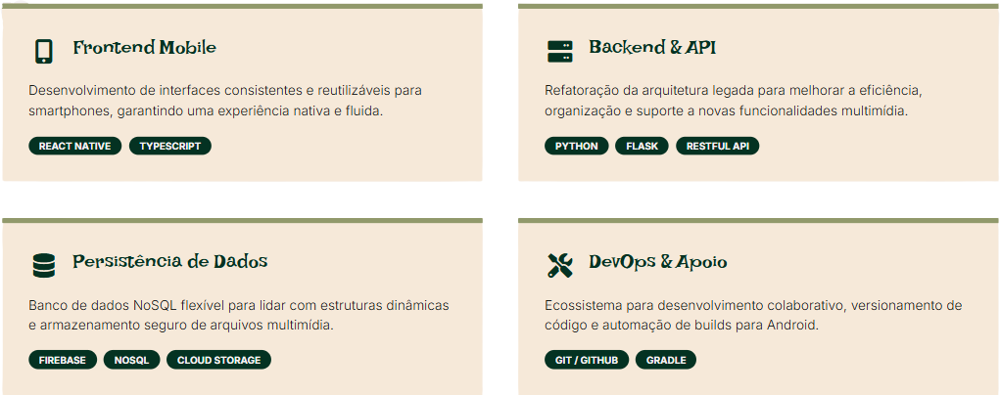 Frontend Mobile
Desenvolvimento de interfaces consistentes e reutilizáveis para
smartphones, garantindo uma experiência nativa e fluida.
REACT NATIVE TYPESCRIPT
Backend & API
Refatoração da arquitetura legada para melhorar a eficiência,
organização e suporte a novas funcionalidades multimídia.
PYTHON FLASK RESTFUL API
Persistência de Dados
Banco de dados NoSQL flexível para lidar com estruturas dinâmicas
e armazenamento seguro de arquivos multimídia.
FIREBASE NOSQL CLOUD STORAGE
DevOps & Apoio
Ecossistema para desenvolvimento colaborativo, versionamento de
código e automação de builds para Android.
GIT / GITHUB GRADLE